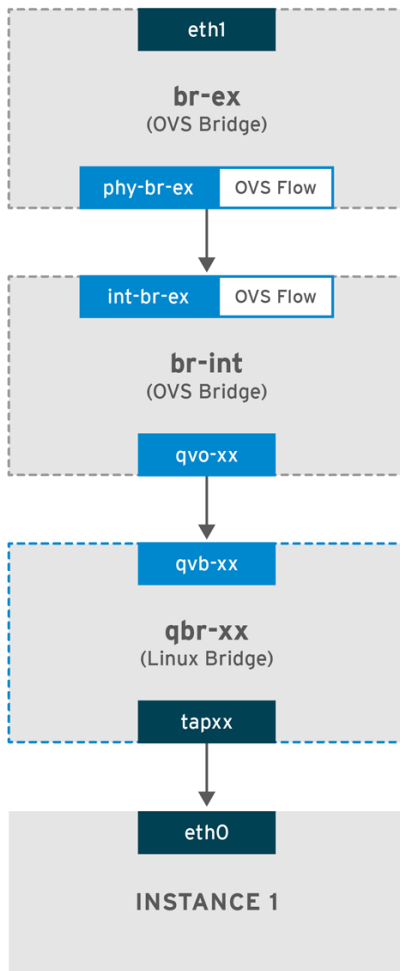 eth1
br-ex
(OVS Bridge)
phy-br-ex OVS Flow
int-br-ex OVS Flow
br-int
(OVS Bridge)
qvo-xx
qvb-xx
qbr-xx
(Linux Bridge)
tapxx
eth0
INSTANCE 1